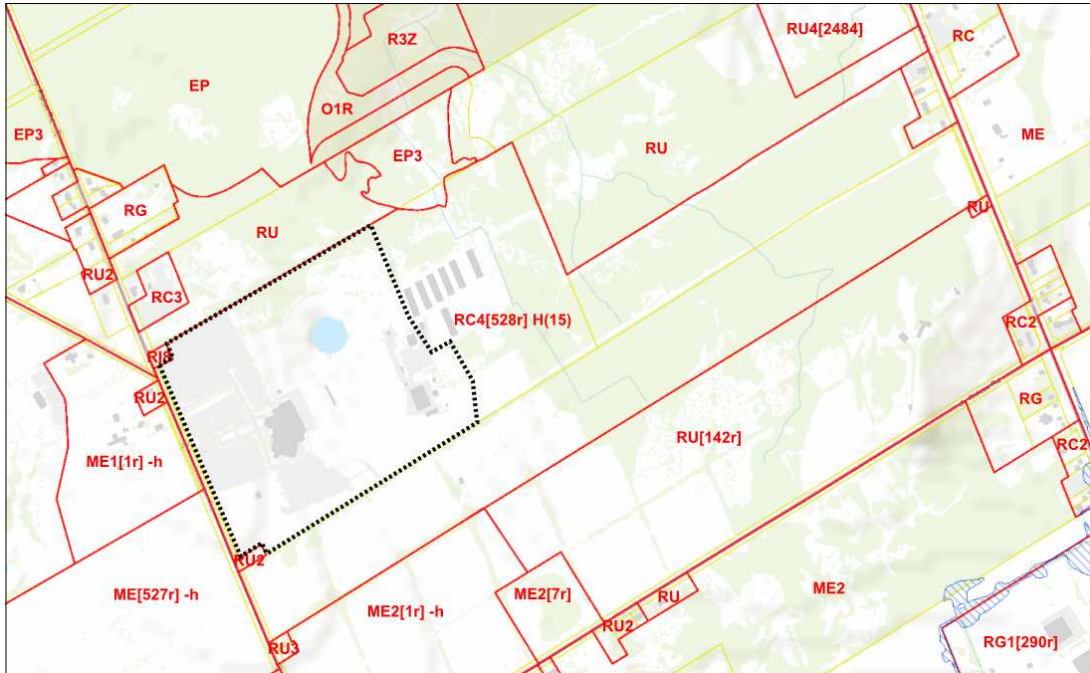 RU4[2484]
RC
R3Z
EP
O1R
EP3
ME
EP3
RU
RG
RU
RU
RU2
RC3
RC4[528r] H(15)
RC2
RI8
RU2
RG
RU[142r]
RC2
ME1[1r] -h
RU2
ME2
ME[527r] -h
ME2[1r] -h
ME2[7r]
RU
RU2
RU3
RG1[290r]